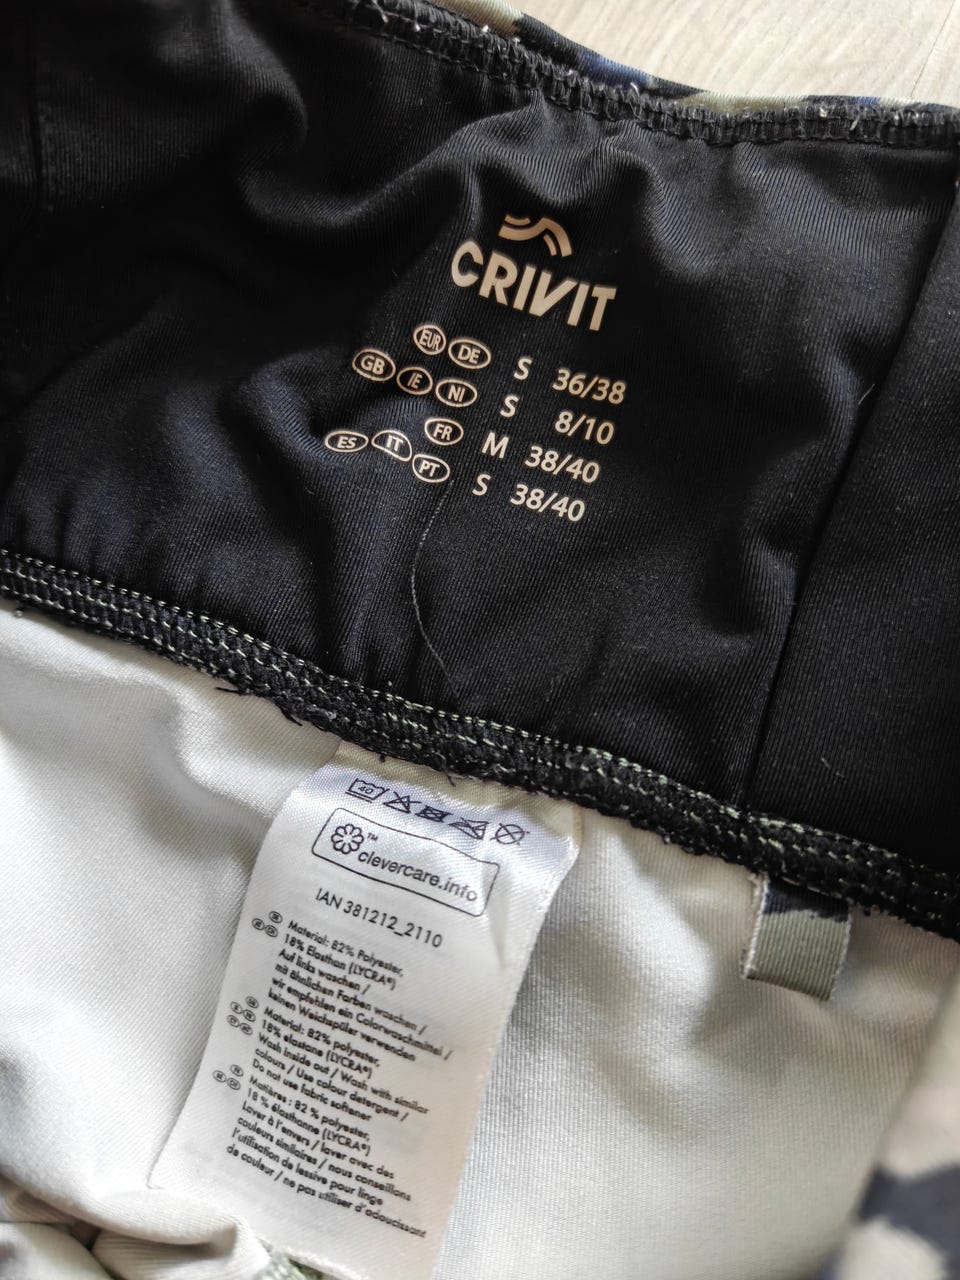 CRIVIT
EUR DE S 36/38
GB IE NI S 8/10
FR M 38/40
ES IT PT S 38/40
40
™ clevercare.info
IAN 381212_2110
Material: 82% Polyester,
18% Elasthan (LYCRA®)
Auf links waschen /
mit ähnlichen Farben waschen /
wir empfehlen ein Colorwaschmittel /
keinen Weichspüler verwenden
Material: 82% polyester,
18% elastane (LYCRA®)
Wash inside out / Wash with similar
colours / Use colour detergent /
Do not use fabric softener
Matières : 82 % polyester,
18 % élasthanne (LYCRA®)
Laver à l'envers / laver avec des
couleurs similaires / nous conseillons
l'utilisation de lessive pour linge
de couleur / ne pas utiliser d'adoucissant